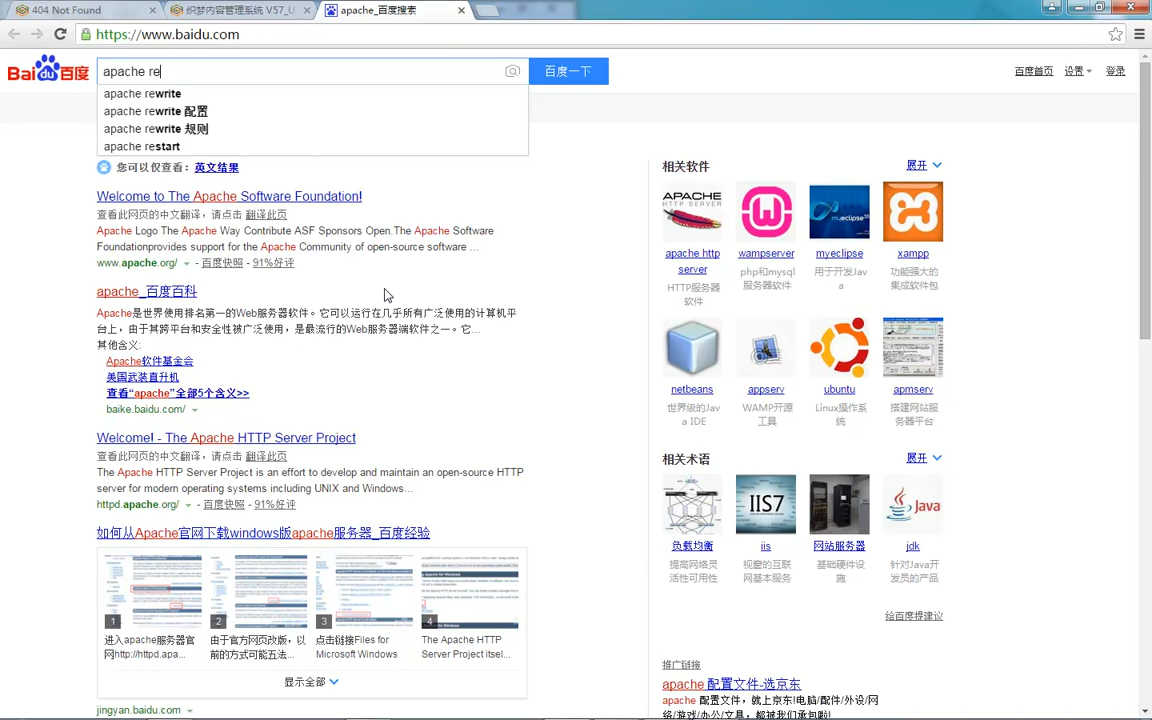 404 Not Found
织梦内容管理系统 V57_U
apache_百度搜索
https://www.baidu.com
Bai du 百度
apache re
百度一下
百度首页 设置 登录
apache rewrite
apache rewrite 配置
apache rewrite 规则
apache restart
您可以仅查看：英文结果
Welcome to The Apache Software Foundation!
查看此网页的中文翻译，请点击 翻译此页
Apache Logo The Apache Way Contribute ASF Sponsors Open.The Apache Software
Foundationprovides support for the Apache Community of open-source software ...
www.apache.org/ - 百度快照 - 91%好评
apache_百度百科
Apache是世界使用排名第一的Web服务器软件。它可以运行在几乎所有广泛使用的计算机平
台上，由于其跨平台和安全性被广泛使用，是最流行的Web服务器端软件之一。它...
其他含义:
Apache软件基金会
美国武装直升机
查看“apache”全部5个含义>>
baike.baidu.com/
Welcome! - The Apache HTTP Server Project
查看此网页的中文翻译，请点击 翻译此页
The Apache HTTP Server Project is an effort to develop and maintain an open-source HTTP
server for modern operating systems including UNIX and Windows...
httpd.apache.org/ - 百度快照 - 91%好评
如何从Apache官网下载windows版apache服务器_百度经验
1 2 3 4
进入apache服务器官
网http://httpd.apa...
由于官方网页改版，以
前的方式可能五法...
点击链接Files for
Microsoft Windows
The Apache HTTP
Server Project itsel...
显示全部
jingyan.baidu.com
相关软件 展开
APACHE
HTTP SERVER
myeclipse
apache http
server
HTTP服务器
软件
wampserver
php和mysql
服务器软件
myeclipse
用于开发Jav
a
xampp
功能强大的
集成软件包
netbeans
世界级的Jav
a IDE
appserv
WAMP开源
工具
ubuntu
Linux操作系
统
apmserv
搭建网站服
务器平台
相关术语 展开
IIS7
Java
负载均衡
提高网络灵
活性可用性
iis
视窗的互联
网基本服务
网站服务器
基础硬件设
施
jdk
针对Java开
发员的产品
给百度提建议
推广链接
apache 配置文件-选京东
apache 配置文件，就上京东!电脑/配件/外设/网
络/游戏/办公/文具，都被我们承包啦!